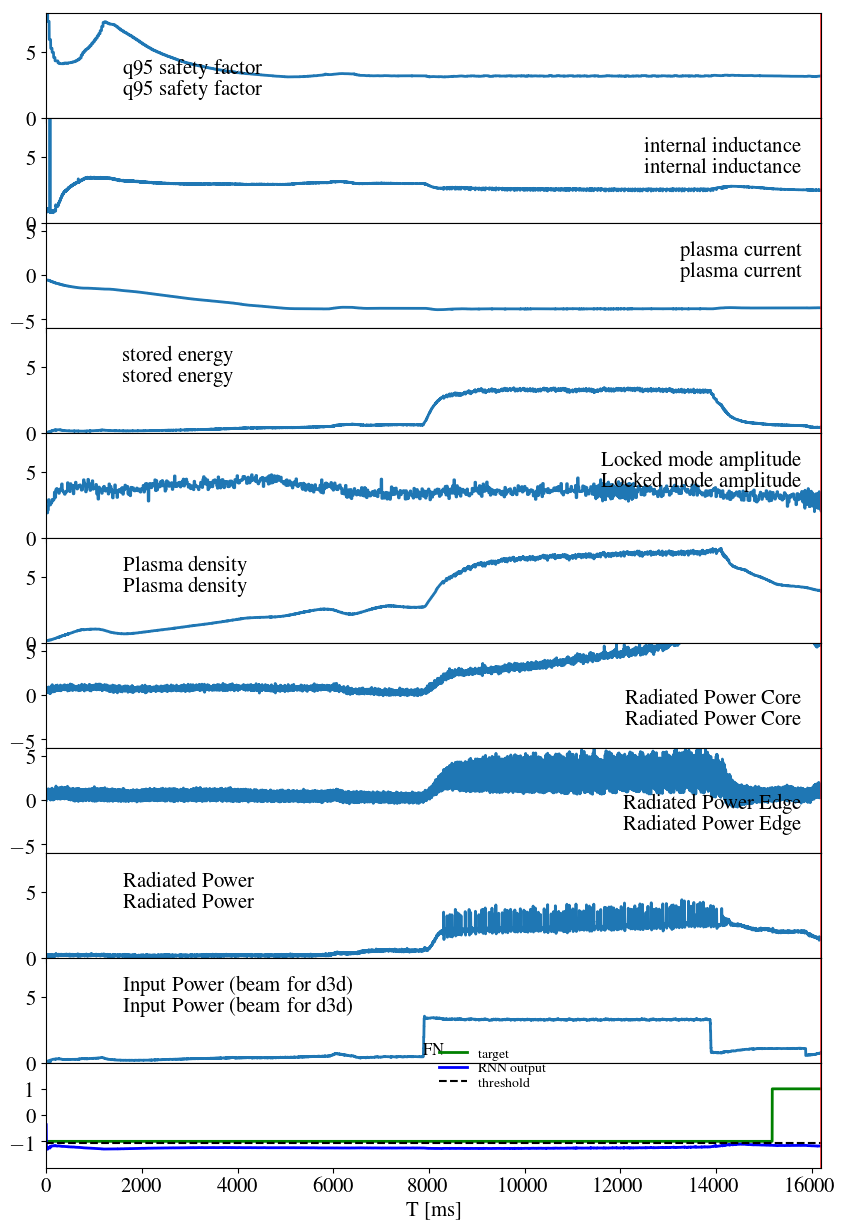 5
q95 safety factor
q95 safety factor
0
5
internal inductance
internal inductance
0
5
plasma current
plasma current
0
−5
stored energy
5
stored energy
0
Locked mode amplitude
5
Locked mode amplitude
0
Plasma density
5
Plasma density
0
5
0
Radiated Power Core
Radiated Power Core
−5
5
0
Radiated Power Edge
Radiated Power Edge
−5
Radiated Power
5
Radiated Power
0
Input Power (beam for d3d)
5
Input Power (beam for d3d)
0
FN
target
RNN output
threshold
1
0
−1
0 2000 4000 6000 8000 10000 12000 14000 16000
T [ms]